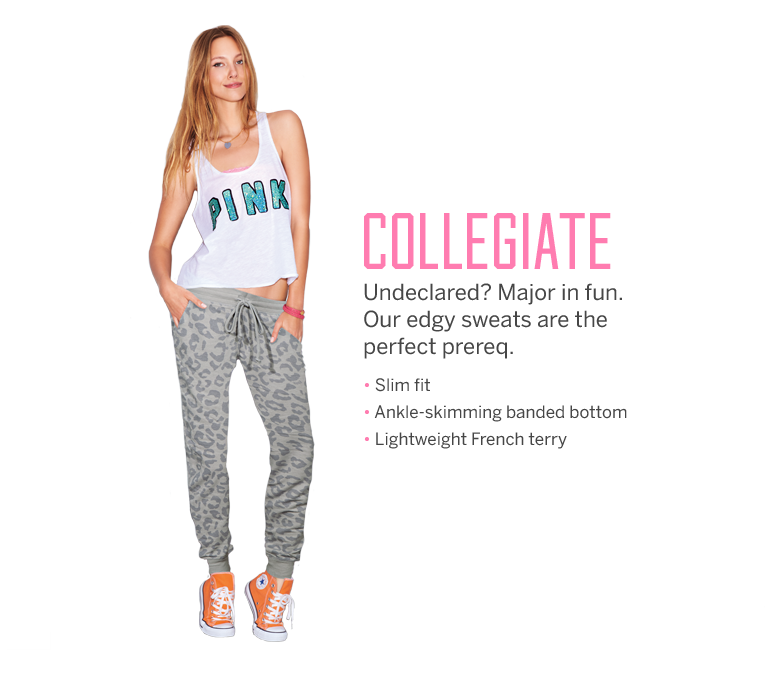 PINK
COLLEGIATE
Undeclared? Major in fun.
Our edgy sweats are the
perfect prereq.
• Slim fit
• Ankle-skimming banded bottom
• Lightweight French terry